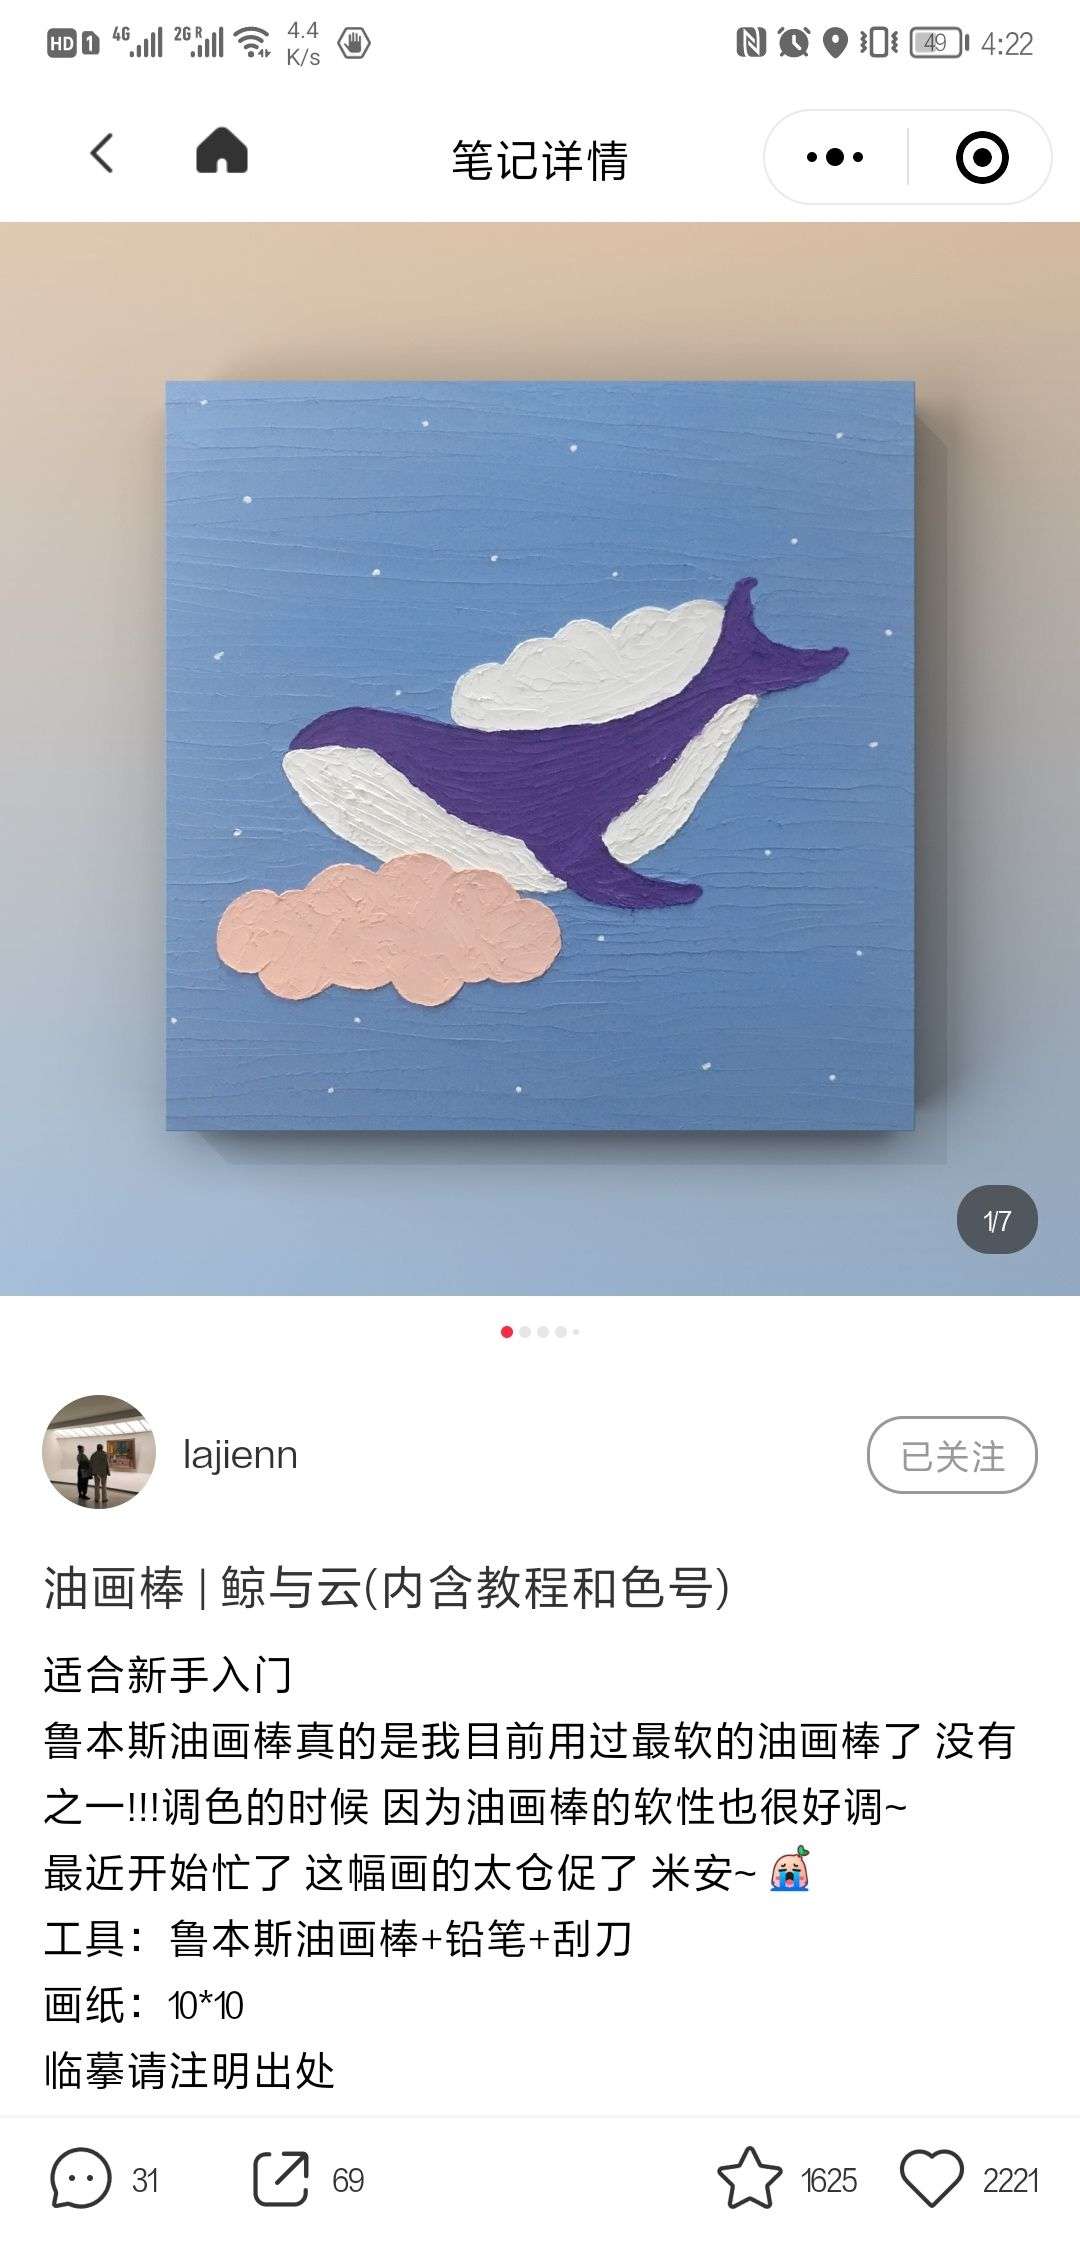 HD 1 4G 2G R 4.4 K/s 49 4:22
笔记详情
1/7
lajienn
已关注
油画棒 | 鲸与云(内含教程和色号)
适合新手入门
鲁本斯油画棒真的是我目前用过最软的油画棒了 没有
之一!!!调色的时候 因为油画棒的软性也很好调~
最近开始忙了 这幅画的太仓促了 米安~
工具：鲁本斯油画棒+铅笔+刮刀
画纸：10*10
临摹请注明出处
31 69 1625 2221